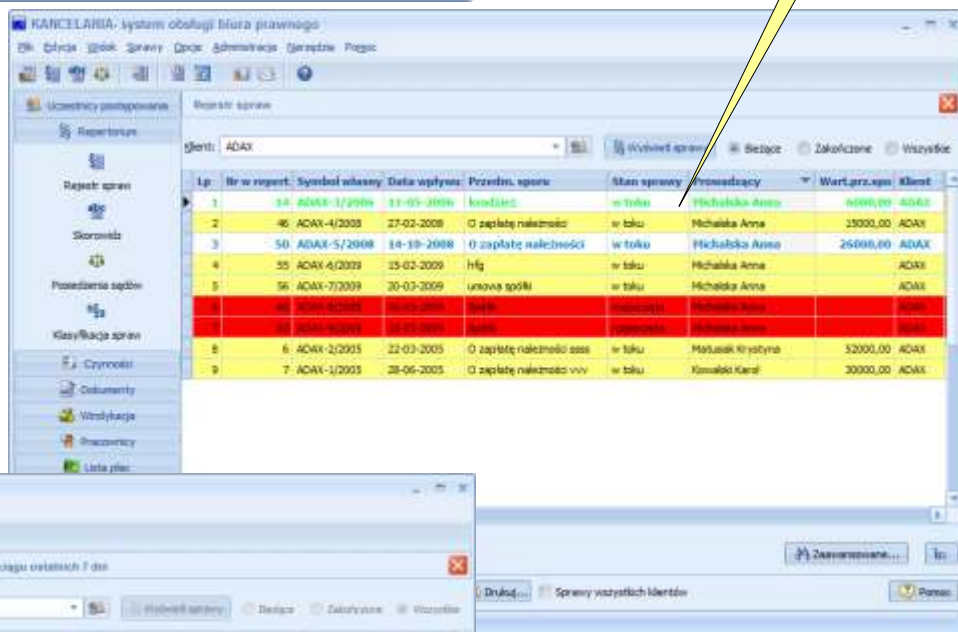 KANCELARIA- system obsługi biura prawnego
Plik Edycja Widok Sprawy Opcje Administracja Narzędzia Pomoc
Uczestnicy postępowania
Rejestr spraw
Repertorium
Klient: ADAX
Wyświetl sprawy
Bieżące
Zakończone
Wszystkie
Rejestr spraw
Skorowidz
Posiedzenia sądów
Klasyfikacja spraw
Czynności
Dokumenty
Windykacja
Pracownicy
Lista płac
Lp Nr w repert. Symbol własny Data wpływu Przedm. sporu Stan sprawy Prowadzący Wart.prz.spo Klient
1 14 ADAX-3/2006 11-05-2006 kradzież w toku Michalska Anna 6000,00 ADAX
2 46 ADAX-4/2008 27-02-2008 O zapłatę należności w toku Michalska Anna 15000,00 ADAX
3 50 ADAX-5/2008 14-10-2008 O zapłatę należności w toku Michalska Anna 26000,00 ADAX
4 55 ADAX-6/2009 15-02-2009 hfg w toku Michalska Anna ADAX
5 56 ADAX-7/2009 20-03-2009 umowa spółki w toku Michalska Anna ADAX
8 6 ADAX-2/2005 22-03-2005 O zapłatę należności ssss w toku Matusiak Krystyna 52000,00 ADAX
9 7 ADAX-1/2005 28-06-2005 O zapłatę należności vvv w toku Kowalski Karol 30000,00 ADAX
Zaawansowane...
Drukuj...
Sprawy wszystkich klientów
Pomoc
ciągu ostatnich 7 dni
Wyświetl sprawy
Bieżące
Zakończone
Wszystkie